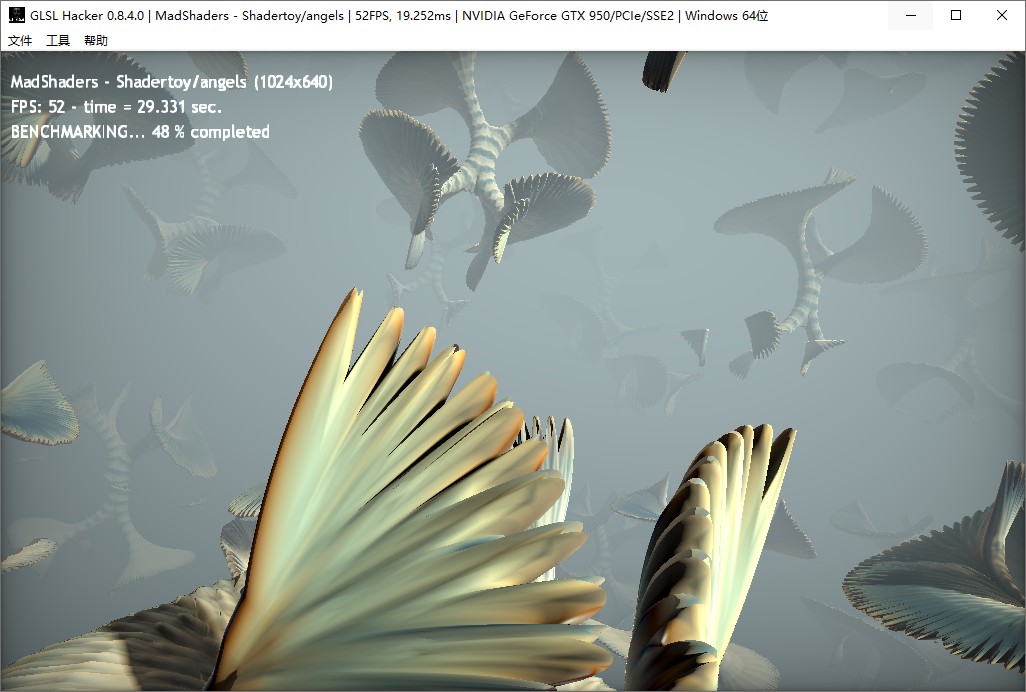 GLSL Hacker 0.8.4.0 | MadShaders - Shadertoy/angels | 52FPS, 19.252ms | NVIDIA GeForce GTX 950/PCIe/SSE2 | Windows 64位
文件 工具 帮助
MadShaders - Shadertoy/angels (1024x640)
FPS: 52 - time = 29.331 sec.
BENCHMARKING... 48 % completed